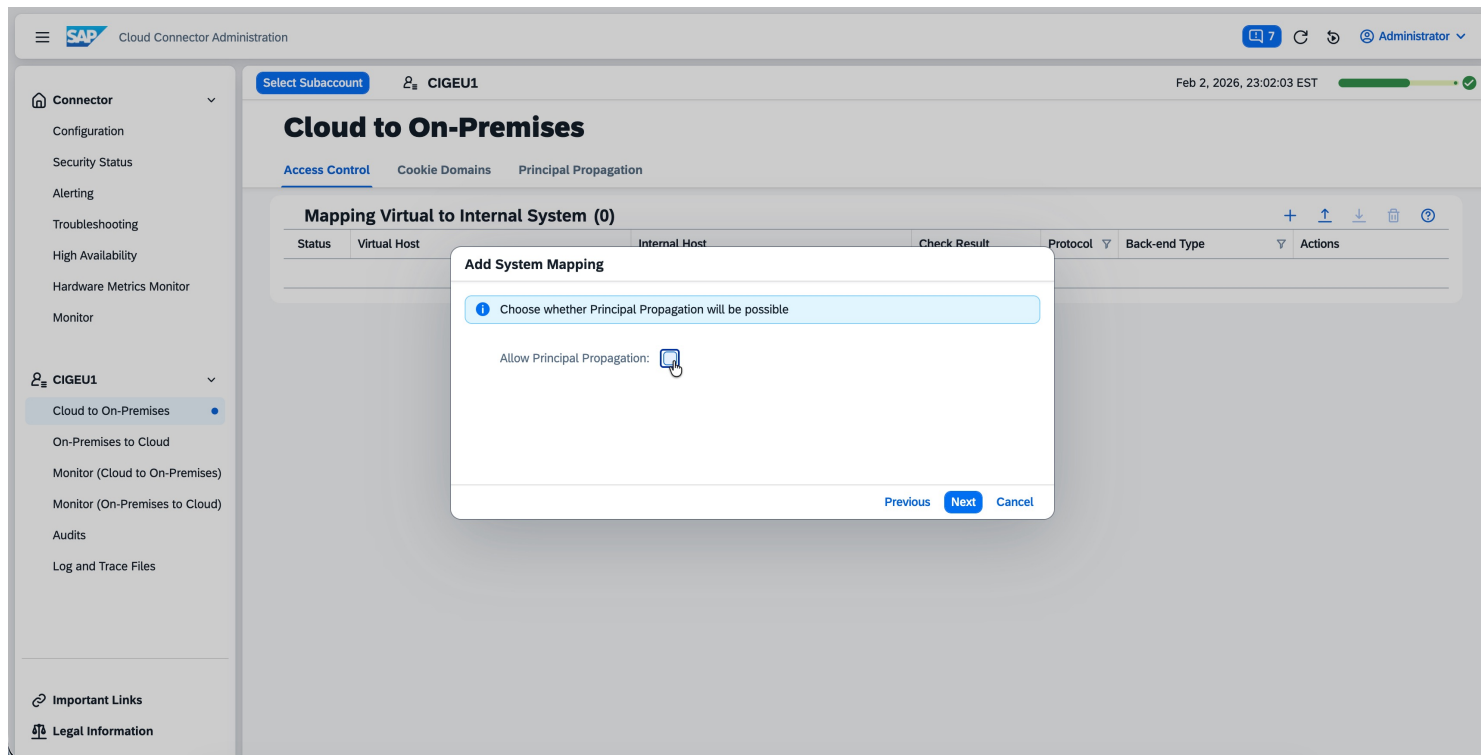 SAP Cloud Connector Administration 7 Administrator
Connector
Configuration
Security Status
Alerting
Troubleshooting
High Availability
Hardware Metrics Monitor
Monitor
CIGEU1
Cloud to On-Premises
On-Premises to Cloud
Monitor (Cloud to On-Premises)
Monitor (On-Premises to Cloud)
Audits
Log and Trace Files
Important Links
Legal Information
Select Subaccount CIGEU1 Feb 2, 2026, 23:02:03 EST
Cloud to On-Premises
Access Control Cookie Domains Principal Propagation
Mapping Virtual to Internal System (0)
Status Virtual Host Internal Host Check Result Protocol Back-end Type Actions
Add System Mapping
Choose whether Principal Propagation will be possible
Allow Principal Propagation:
Previous Next Cancel